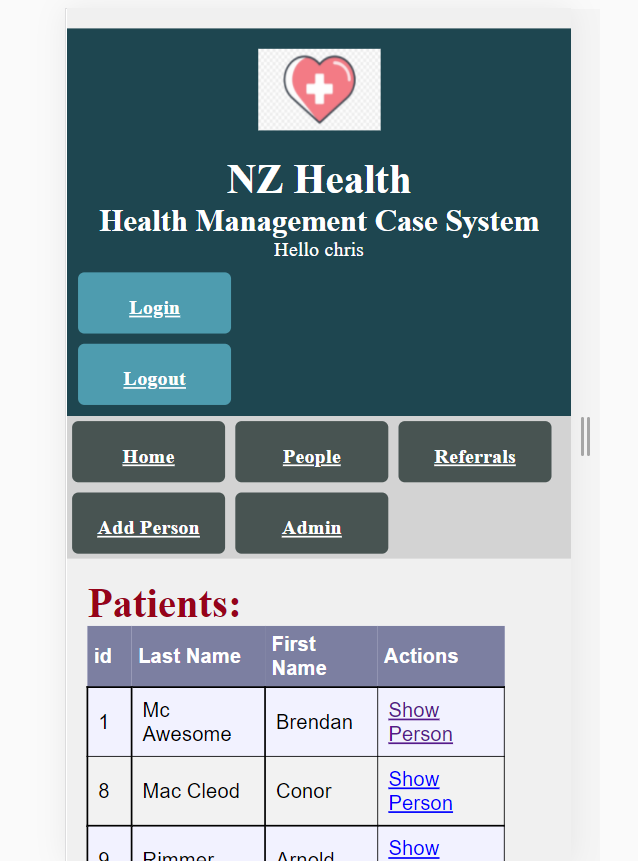 NZ Health
Health Management Case System
Hello chris
Login
Logout
Home People Referrals
Add Person Admin
Patients:
id Last Name First Name Actions
1 Mc Awesome Brendan Show Person
8 Mac Cleod Conor Show Person
9 Rimmer Arnold Show